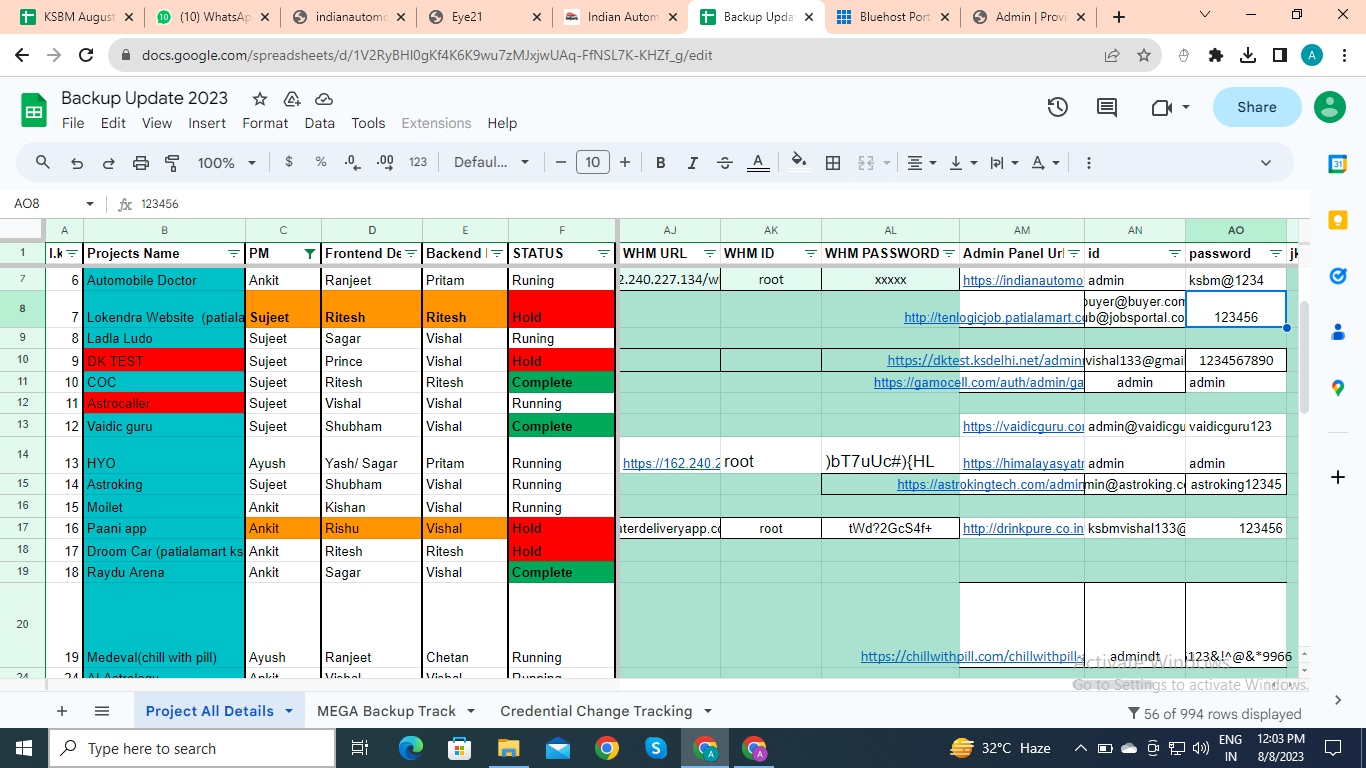 KSBM August
(10) WhatsAp
indianautomo
Eye21
Indian Autom
Backup Updat
Bluehost Port
Admin | Provi
docs.google.com/spreadsheets/d/1V2RyBHI0gKf4K6K9wu7zMJxjwUAq-FfNSL7K-KHZf_g/edit
A
Backup Update 2023
File Edit View Insert Format Data Tools Extensions Help
Share
100% $ % .0 .00 123 Defaul... 10 B I A
31
AO8 fx 123456
A B C D E F AJ AK AL AM AN AO
1 Projects Name PM Frontend De Backend STATUS WHM URL WHM ID WHM PASSWORD Admin Panel Url id password
7 6 Automobile Doctor Ankit Ranjeet Pritam Runing 2.240.227.134/w root xxxxx https://indianautomo admin ksbm@1234
8 7 Lokendra Website (patiala Sujeet Ritesh Ritesh Hold http://tenlogicjob.patialamart.co buyer@buyer.com ub@jobsportal.co 123456
9 8 Ladla Ludo Sujeet Sagar Vishal Runing
10 9 DK TEST Sujeet Prince Vishal Hold https://dktest.ksdelhi.net/admin vishal133@gmai 1234567890
11 10 COC Sujeet Ritesh Ritesh Complete https://gamocell.com/auth/admin/ga admin admin
12 11 Astrocaller Sujeet Vishal Vishal Running
13 12 Vaidic guru Sujeet Shubham Vishal Complete https://vaidicguru.co admin@vaidicgu vaidicguru123
14 13 HYO Ayush Yash/ Sagar Pritam Running https://162.240.2 root )bT7uUc#){HL https://himalayasyat admin admin
15 14 Astroking Sujeet Shubham Vishal Running https://astrokingtech.com/admin min@astroking.c astroking12345
16 15 Moilet Ankit Kishan Vishal Running
17 16 Paani app Ankit Rishu Vishal Hold aterdeliveryapp.co root tWd?2GcS4f+ http://drinkpure.co.in ksbmvishal133@ 123456
18 17 Droom Car (patialamart ks Ankit Ritesh Ritesh Hold
19 18 Raydu Arena Ankit Sagar Vishal Complete
20 19 Medeval(chill with pill) Ayush Ranjeet Chetan Running https://chillwithpill.com/chillwithpill- admindt 123&!^@&*9966
Activate Windows
Go to Settings to activate Windows.
Project All Details MEGA Backup Track Credential Change Tracking
56 of 994 rows displayed
Type here to search
32°C Haze
ENG
IN
12:03 PM
8/8/2023